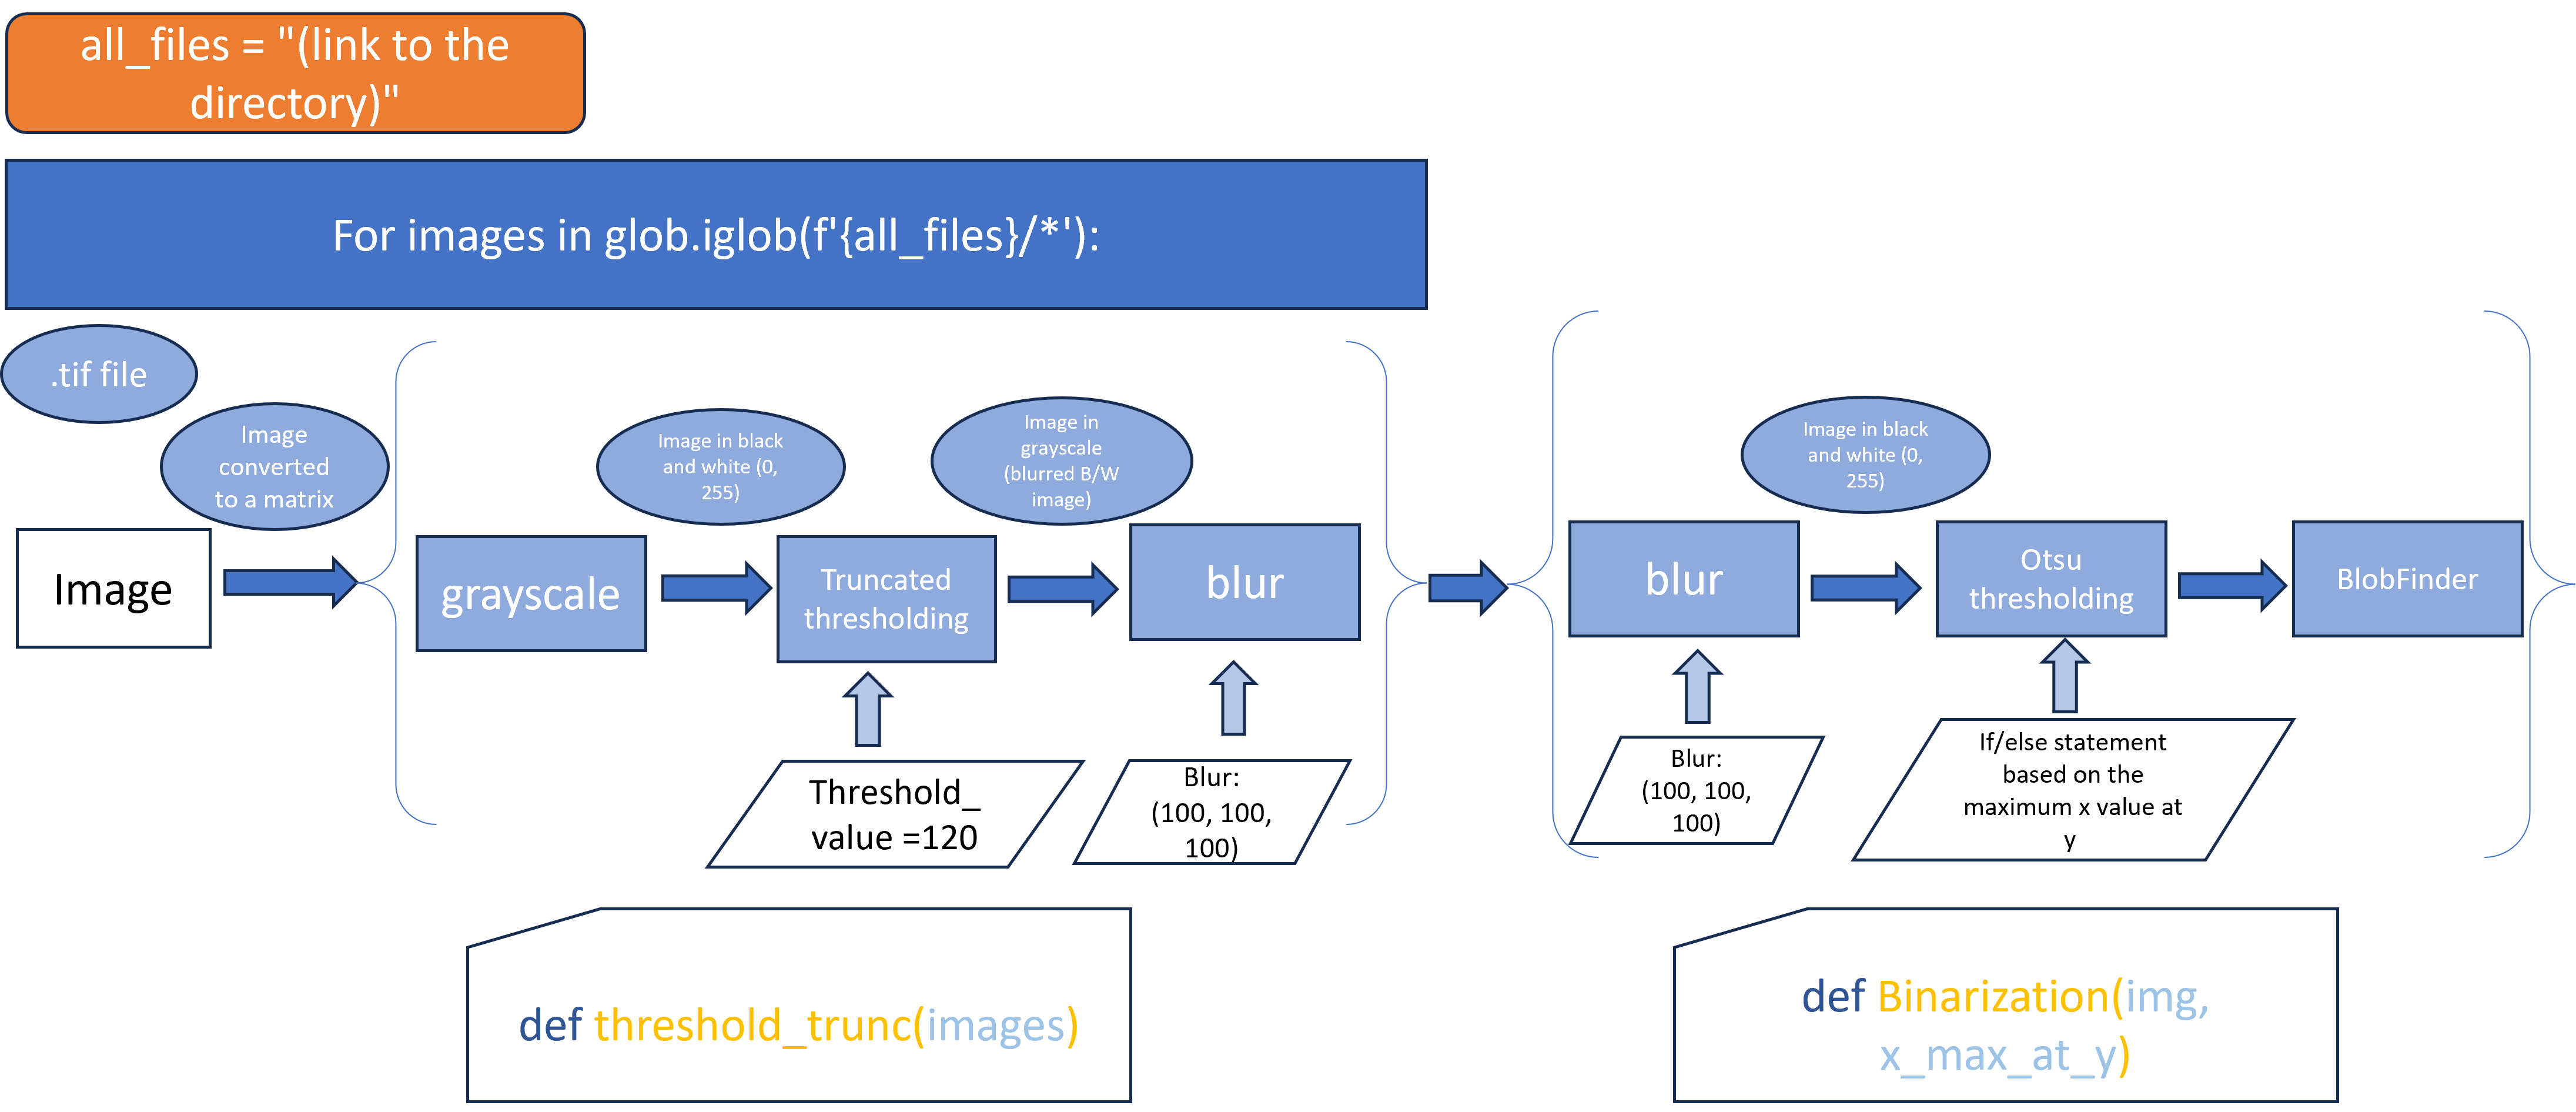 all_files = "(link to the
directory)"
For images in glob.iglob(f'{all_files}/*'):
.tif file
Image
converted
to a matrix
Image in black
and white (0,
255)
Image in
grayscale
(blurred B/W
image)
Image in black
and white (0,
255)
Image
grayscale
Truncated
thresholding
blur
blur
Otsu
thresholding
BlobFinder
Threshold_
value =120
Blur:
(100, 100,
100)
Blur:
(100, 100,
100)
If/else statement
based on the
maximum x value at
y
def threshold_trunc(images)
def Binarization(img,
x_max_at_y)